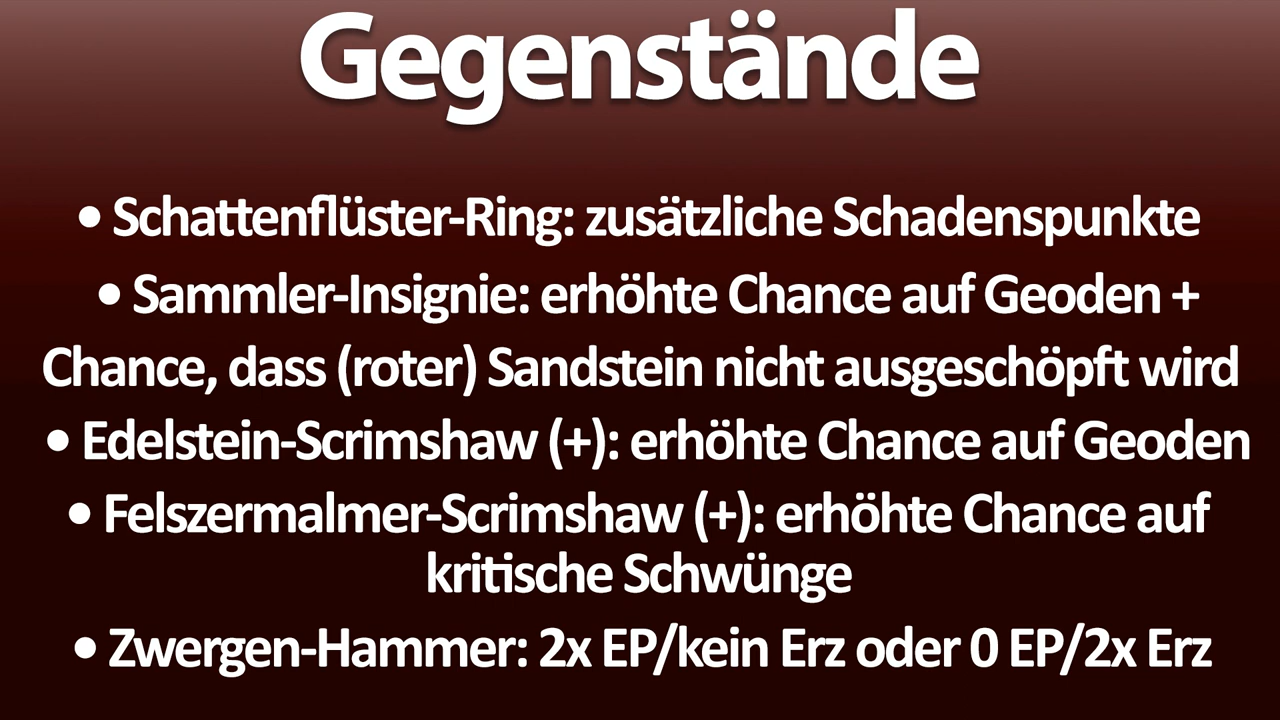 Gegenstände
• Schattenflüster-Ring: zusätzliche Schadenspunkte
• Sammler-Insignie: erhöhte Chance auf Geoden +
Chance, dass (roter) Sandstein nicht ausgeschöpft wird
• Edelstein-Scrimshaw (+): erhöhte Chance auf Geoden
• Felszermalmer-Scrimshaw (+): erhöhte Chance auf
kritische Schwünge
• Zwergen-Hammer: 2x EP/kein Erz oder 0 EP/2x Erz